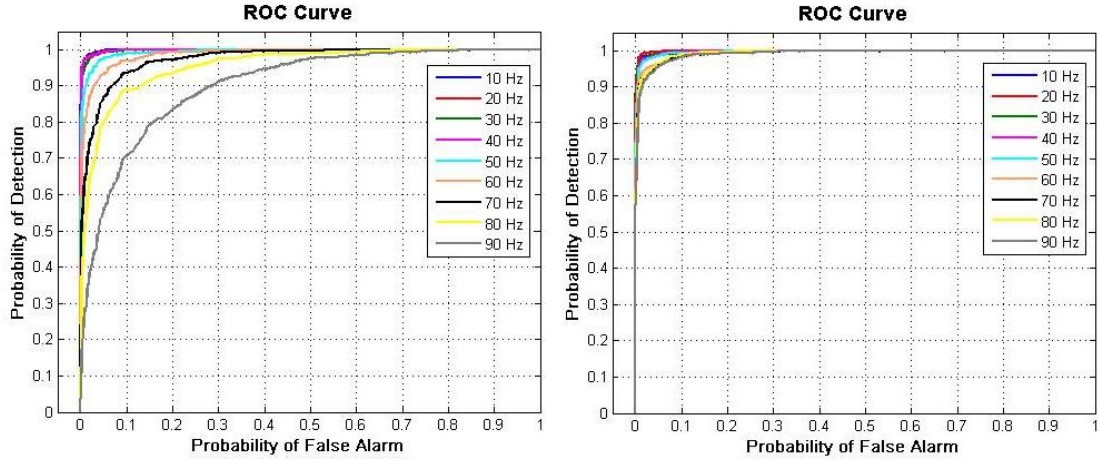 ROC Curve
1
0.9
0.8
0.7
0.6
0.5
0.4
0.3
0.2
0.1
0
Probability of Detection
10 Hz
20 Hz
30 Hz
40 Hz
50 Hz
60 Hz
70 Hz
80 Hz
90 Hz
0 0.1 0.2 0.3 0.4 0.5 0.6 0.7 0.8 0.9 1
Probability of False Alarm
ROC Curve
1
0.9
0.8
0.7
0.6
0.5
0.4
0.3
0.2
0.1
0
Probability of Detection
10 Hz
20 Hz
30 Hz
40 Hz
50 Hz
60 Hz
70 Hz
80 Hz
90 Hz
0 0.1 0.2 0.3 0.4 0.5 0.6 0.7 0.8 0.9 1
Probability of False Alarm